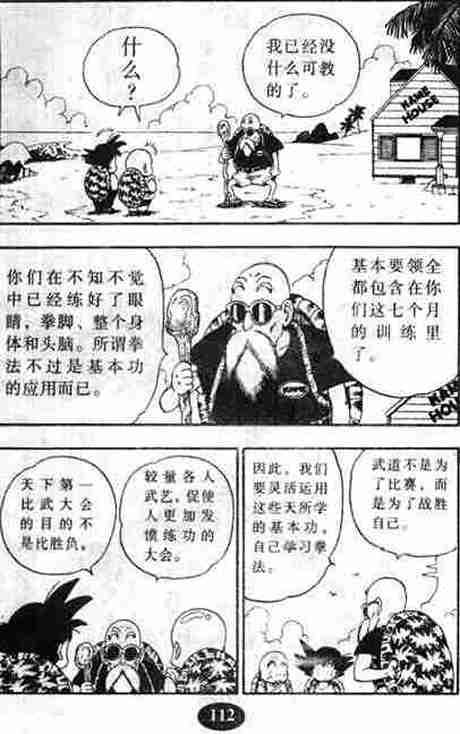 我已经没
什么可教
的了。
什么?
KAME
HOUSE
基本要领全
都包含在你
们这七个月
的训练里
了。
你们在不知不觉
中已经练好了眼
睛,拳脚、整个身
体和头脑。所谓拳
法不过是基本功
的应用而已。
KAME
HOU
武道不是为
了比赛,而
是为了战胜
自己。
因此,我们
要灵活运用
这些天所学
的基本功,
自己学习拳
法。
较量各人
武艺,促使
人更加发
愤练功的
大会。
天下第一
比武大会
的目的不
是比胜负,
112